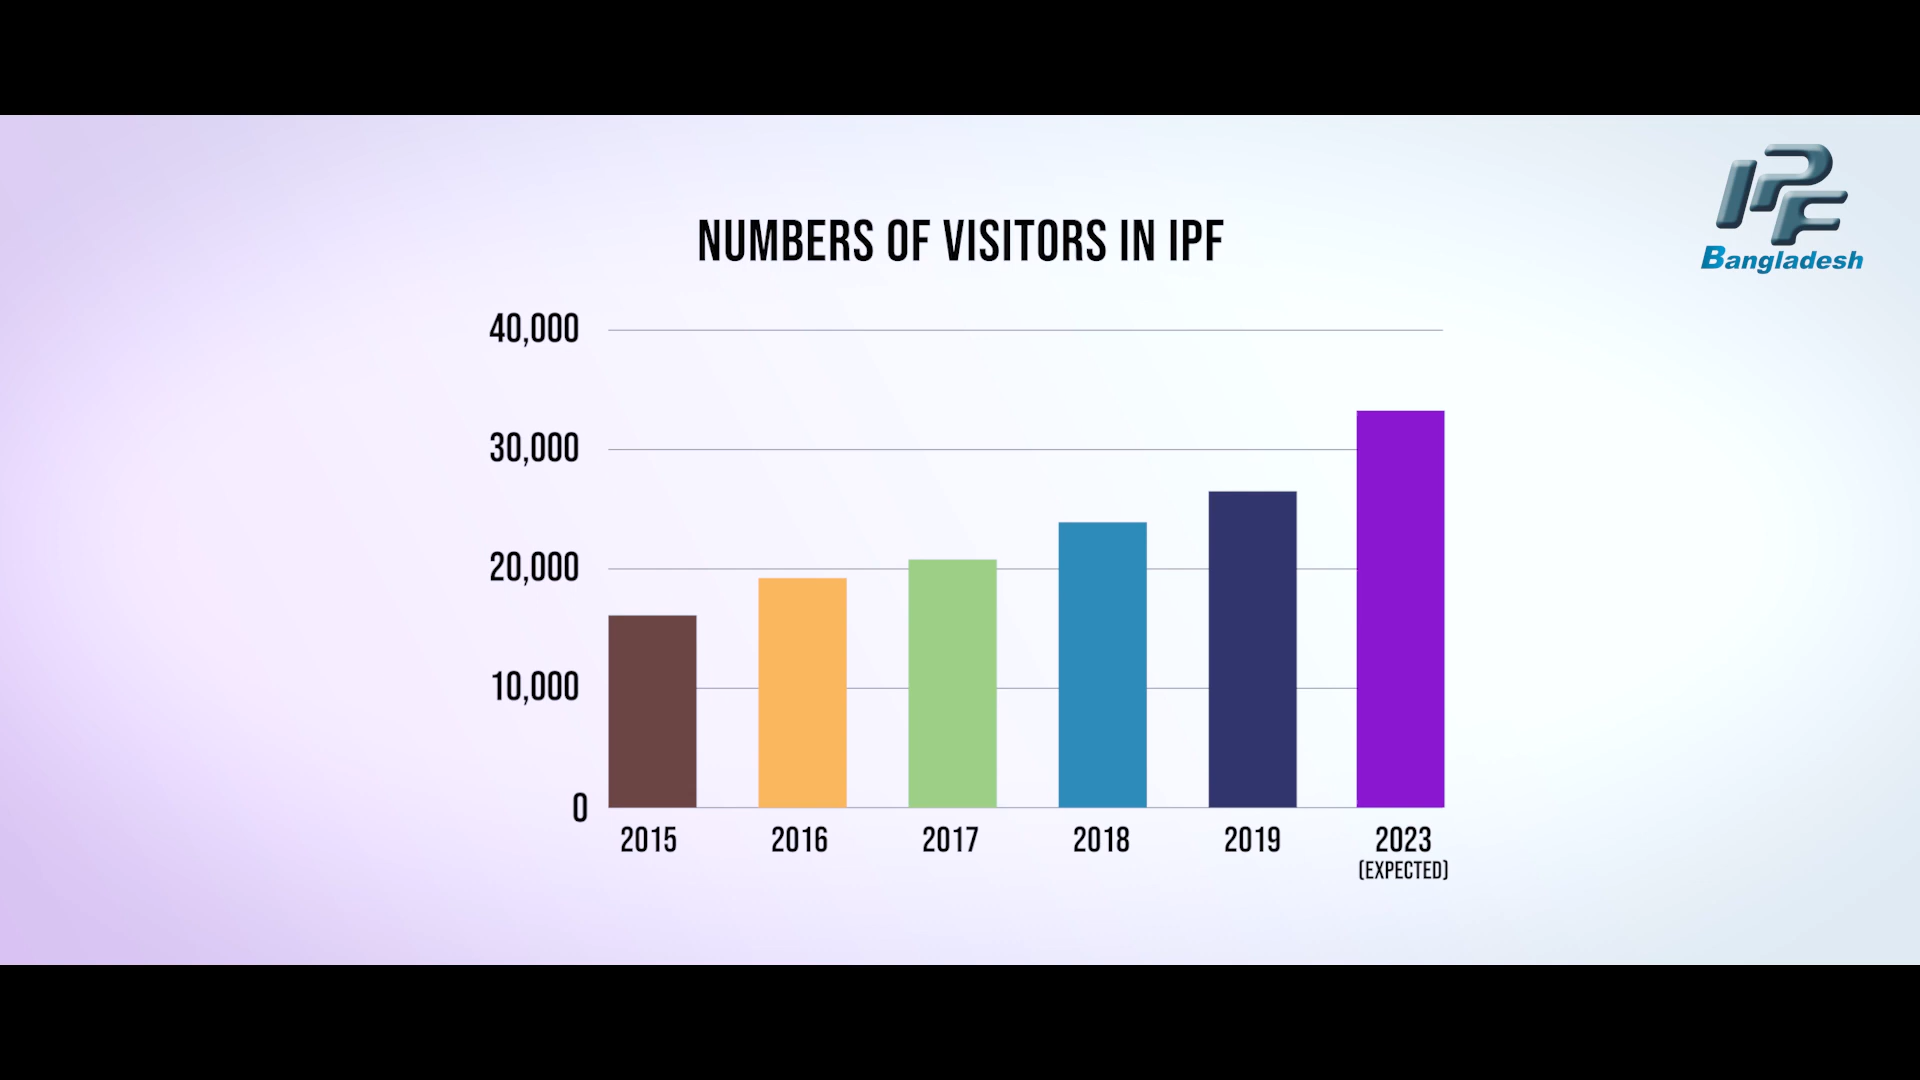 IPF
Bangladesh
NUMBERS OF VISITORS IN IPF
40,000
30,000
20,000
10,000
0
2015 2016 2017 2018 2019 2023
(EXPECTED)